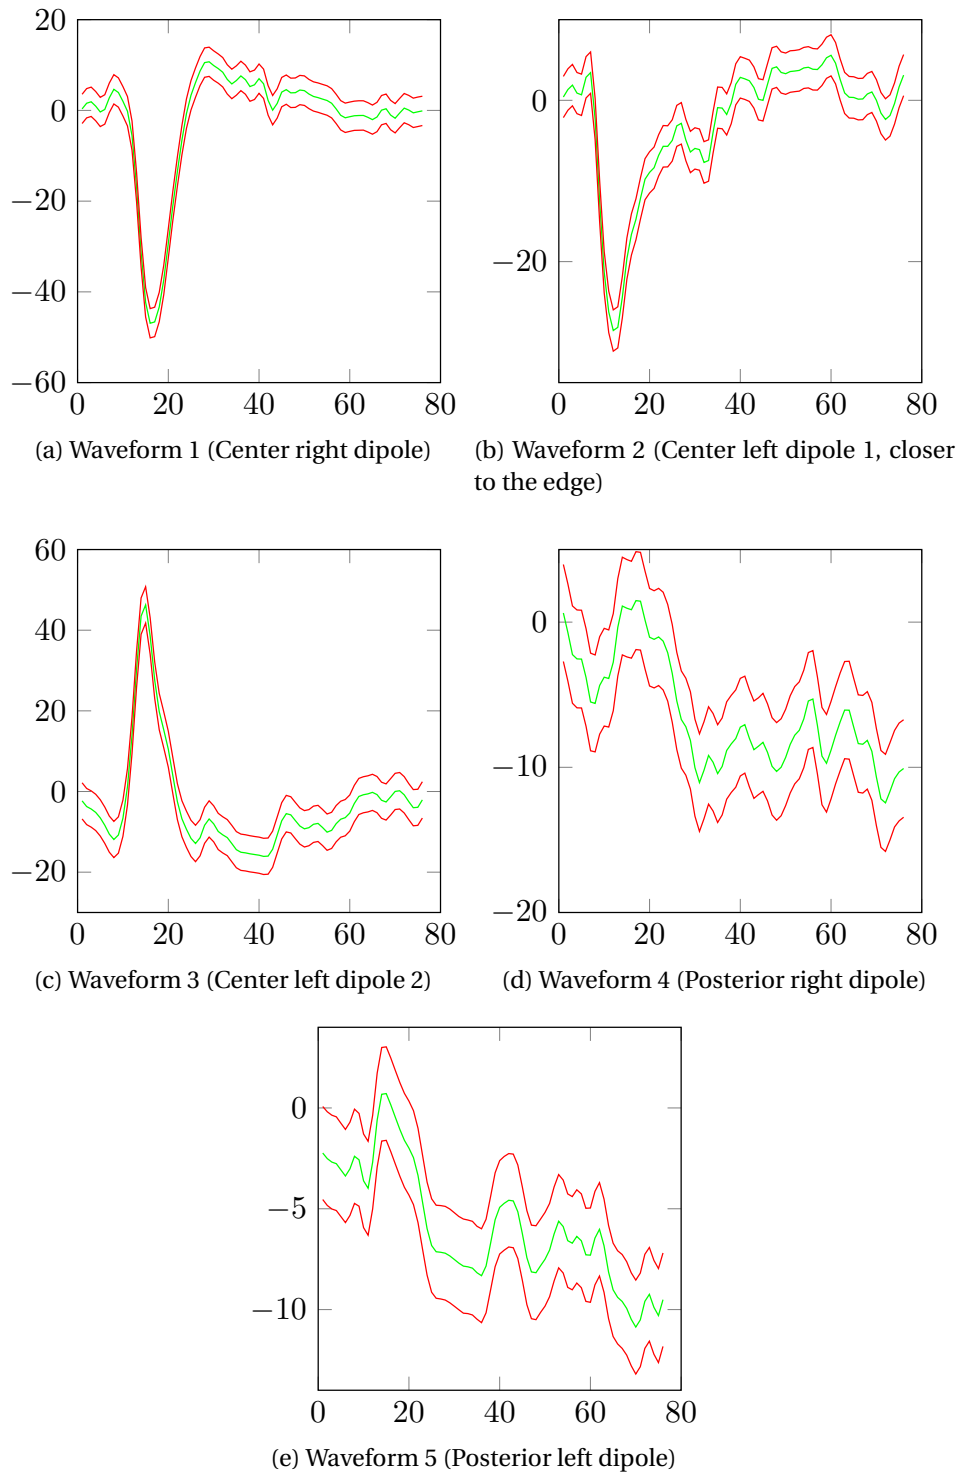 20
0
−20
−40
−60
0 20 40 60 80
(a) Waveform 1 (Center right dipole)
0
−20
0 20 40 60 80
(b) Waveform 2 (Center left dipole 1, closer
to the edge)
60
40
20
0
−20
0 20 40 60 80
(c) Waveform 3 (Center left dipole 2)
0
−10
−20
0 20 40 60 80
(d) Waveform 4 (Posterior right dipole)
0
−5
−10
0 20 40 60 80
(e) Waveform 5 (Posterior left dipole)